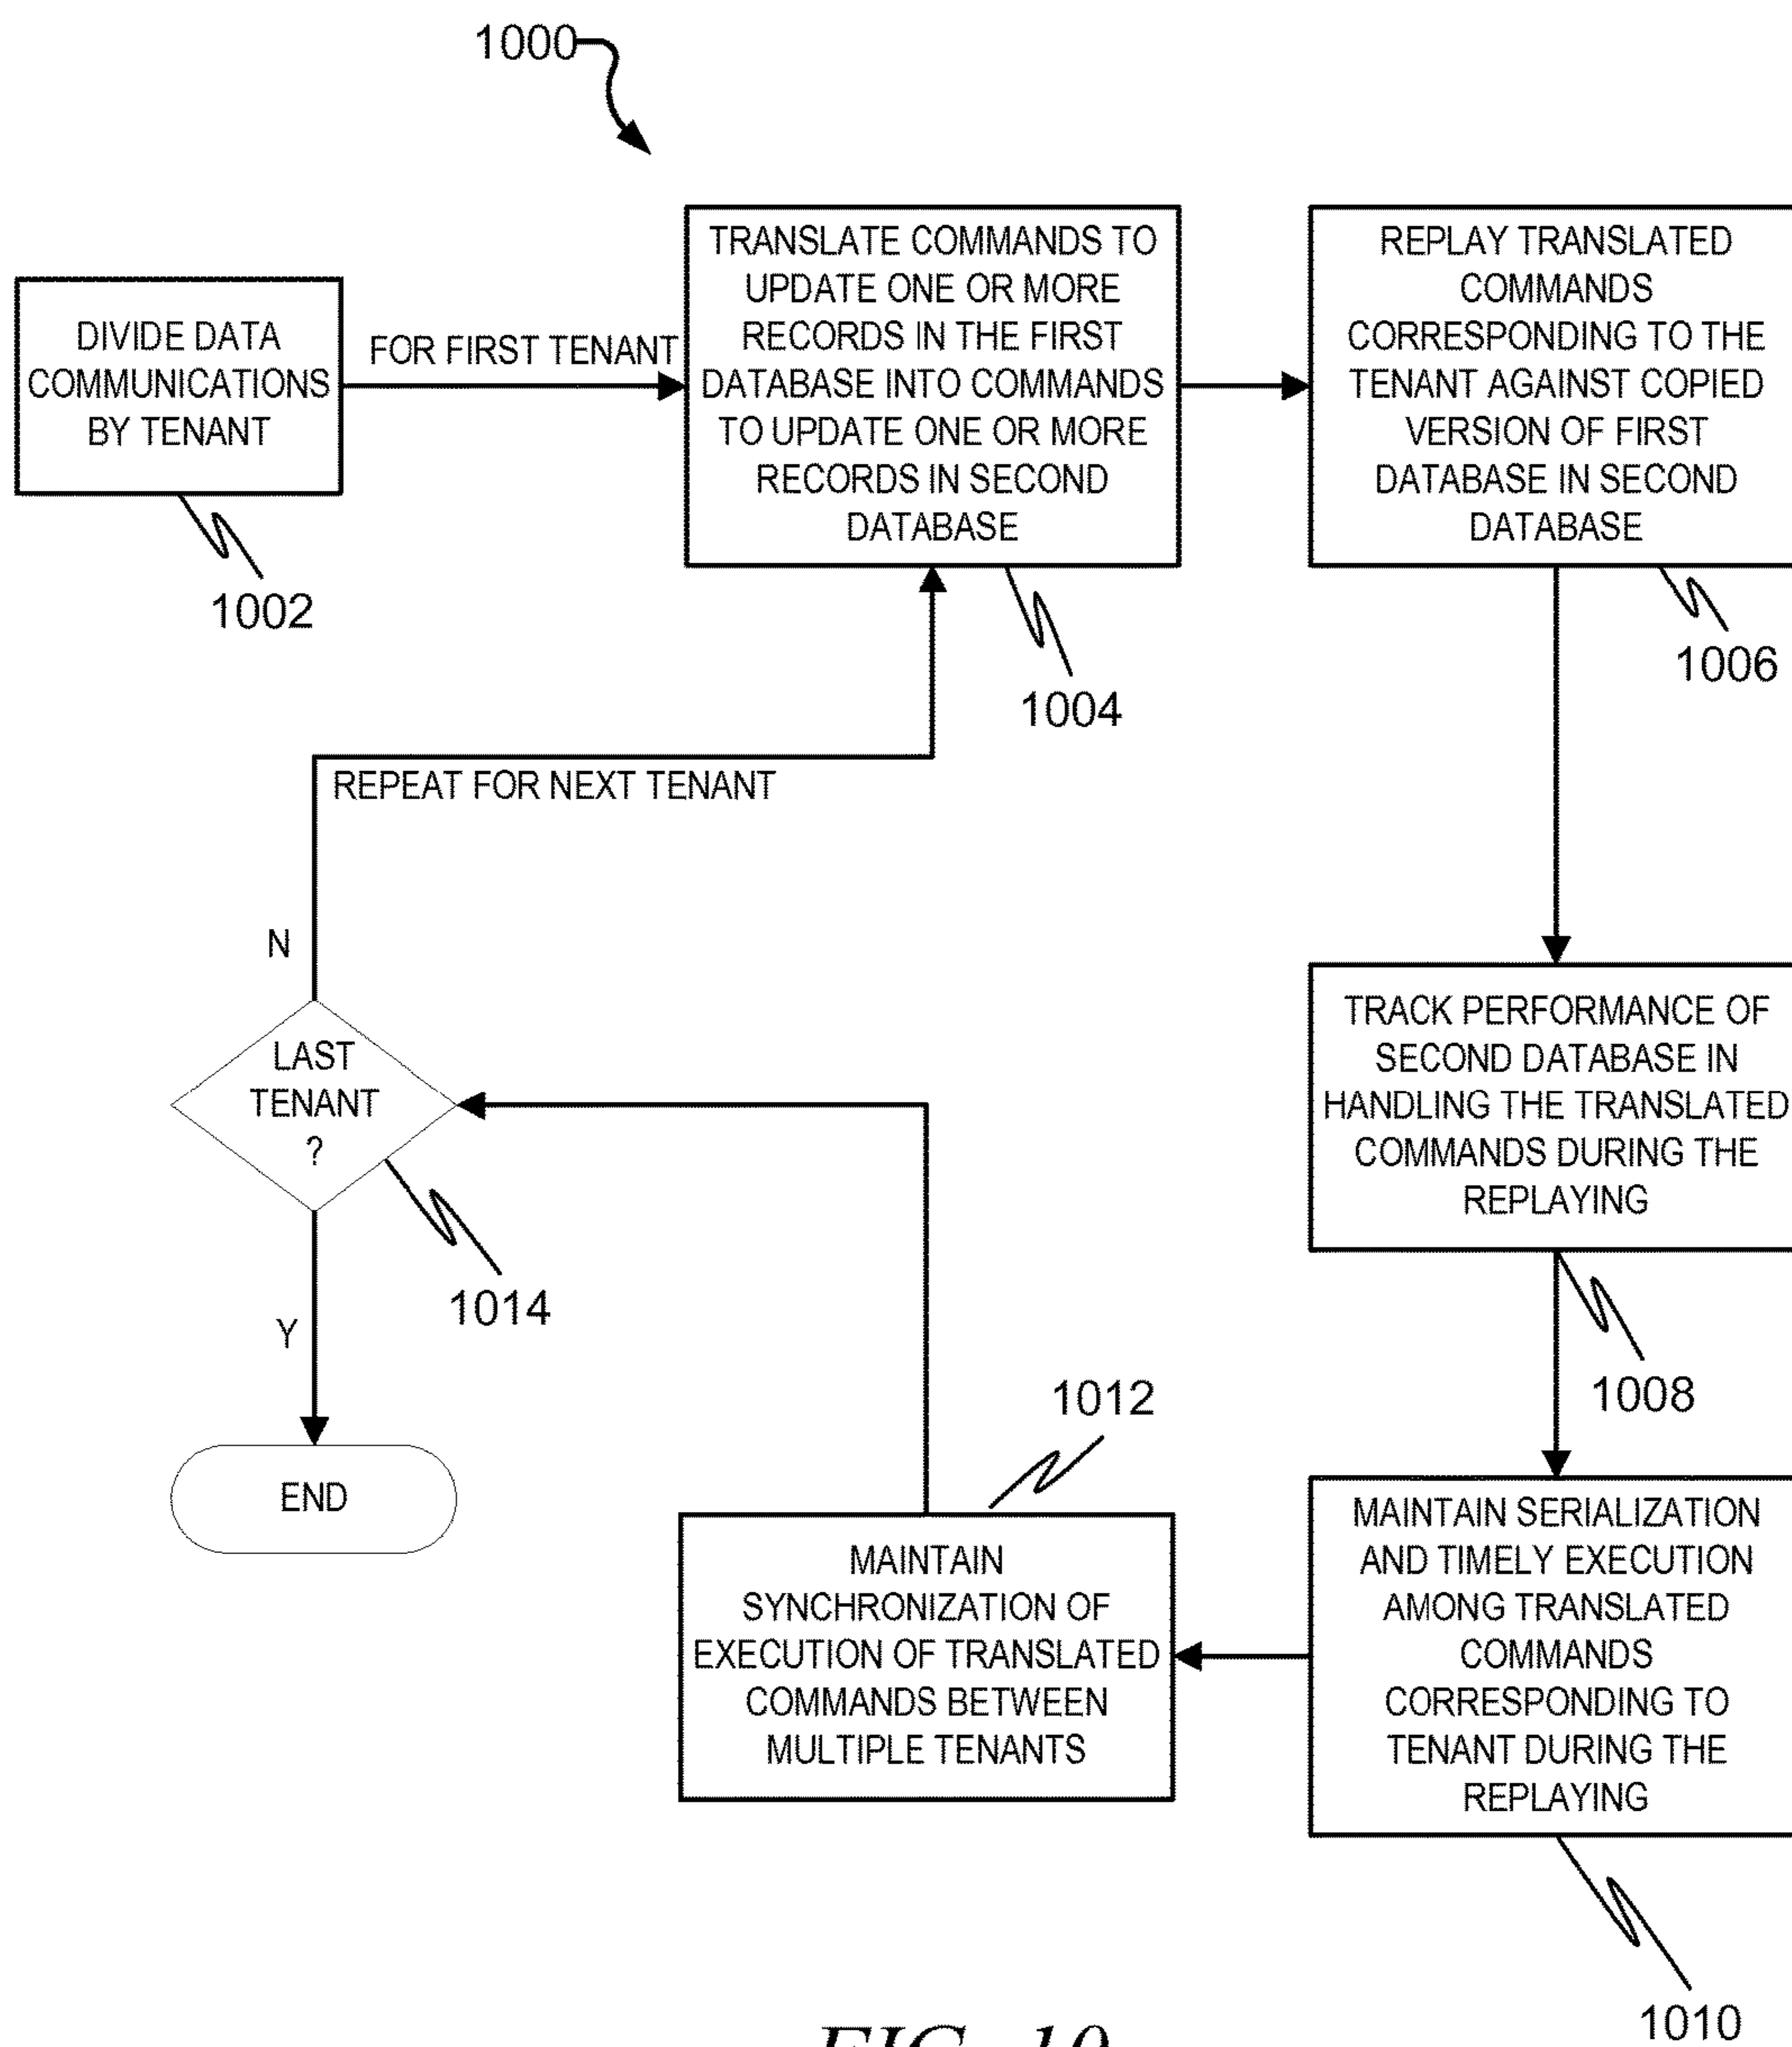 1000
DIVIDE DATA
COMMUNICATIONS
BY TENANT
1002
FOR FIRST TENANT
TRANSLATE COMMANDS TO
UPDATE ONE OR MORE
RECORDS IN THE FIRST
DATABASE INTO COMMANDS
TO UPDATE ONE OR MORE
RECORDS IN SECOND
DATABASE
1004
REPLAY TRANSLATED
COMMANDS
CORRESPONDING TO THE
TENANT AGAINST COPIED
VERSION OF FIRST
DATABASE IN SECOND
DATABASE
1006
REPEAT FOR NEXT TENANT
N
LAST
TENANT
?
1014
Y
END
TRACK PERFORMANCE OF
SECOND DATABASE IN
HANDLING THE TRANSLATED
COMMANDS DURING THE
REPLAYING
1008
1012
MAINTAIN
SYNCHRONIZATION OF
EXECUTION OF TRANSLATED
COMMANDS BETWEEN
MULTIPLE TENANTS
MAINTAIN SERIALIZATION
AND TIMELY EXECUTION
AMONG TRANSLATED
COMMANDS
CORRESPONDING TO
TENANT DURING THE
REPLAYING
1010
FIG. 10